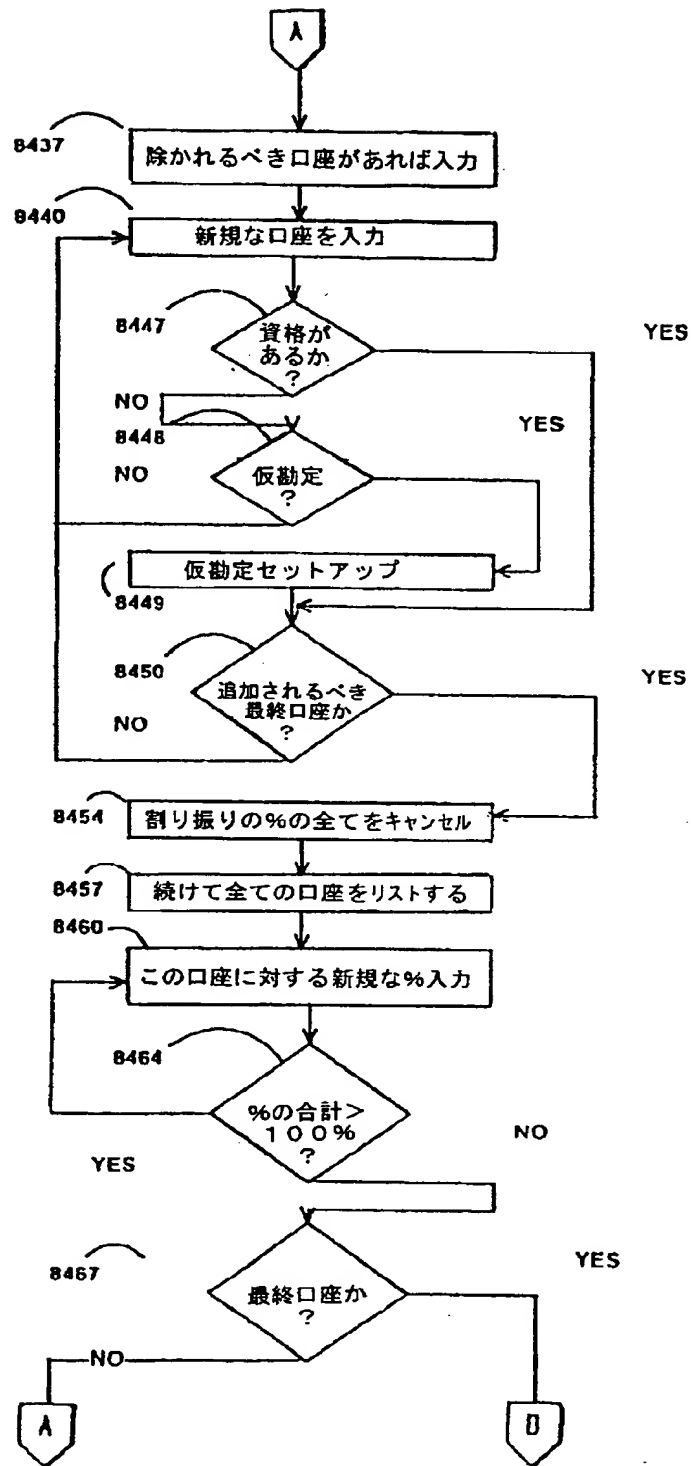 A
8437
除かれるべき口座があれば入力
8440
新規な口座を入力
8447
資格が
あるか
?
YES
NO
YES
8448
NO
仮勘定
?
仮勘定セットアップ
8449
8450
YES
追加されるべき
最終口座か
?
NO
8454
割り振りの%の全てをキャンセル
8457
続けて全ての口座をリストする
8460
この口座に対する新規な%入力
8464
%の合計>
100%
?
NO
YES
8467
YES
最終口座か
?
NO
A
D